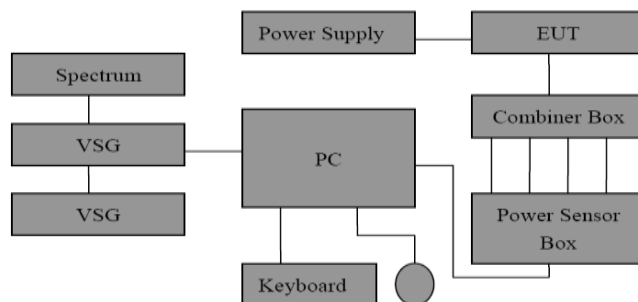 Power Supply
EUT
Spectrum
VSG
PC
Combiner Box
VSG
Power Sensor
Box
Keyboard